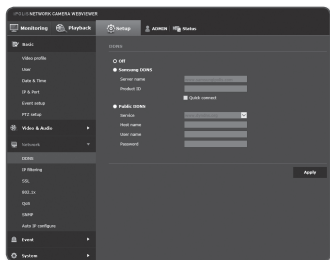 iPOLiS NETWORK CAMERA WEBVIEWER
Monitoring
Playback
Setup
ADMIN
Status
Basic
Video profile
User
Date & Time
IP & Port
Event setup
PTZ setup
Video & Audio
Network
DDNS
IP filtering
SSL
802.1x
QoS
SNMP
Auto IP configure
Event
System
DDNS
Off
Samsung DDNS
Server name
Product ID
Quick connect
Public DDNS
Service
Host name
User name
Password
Apply